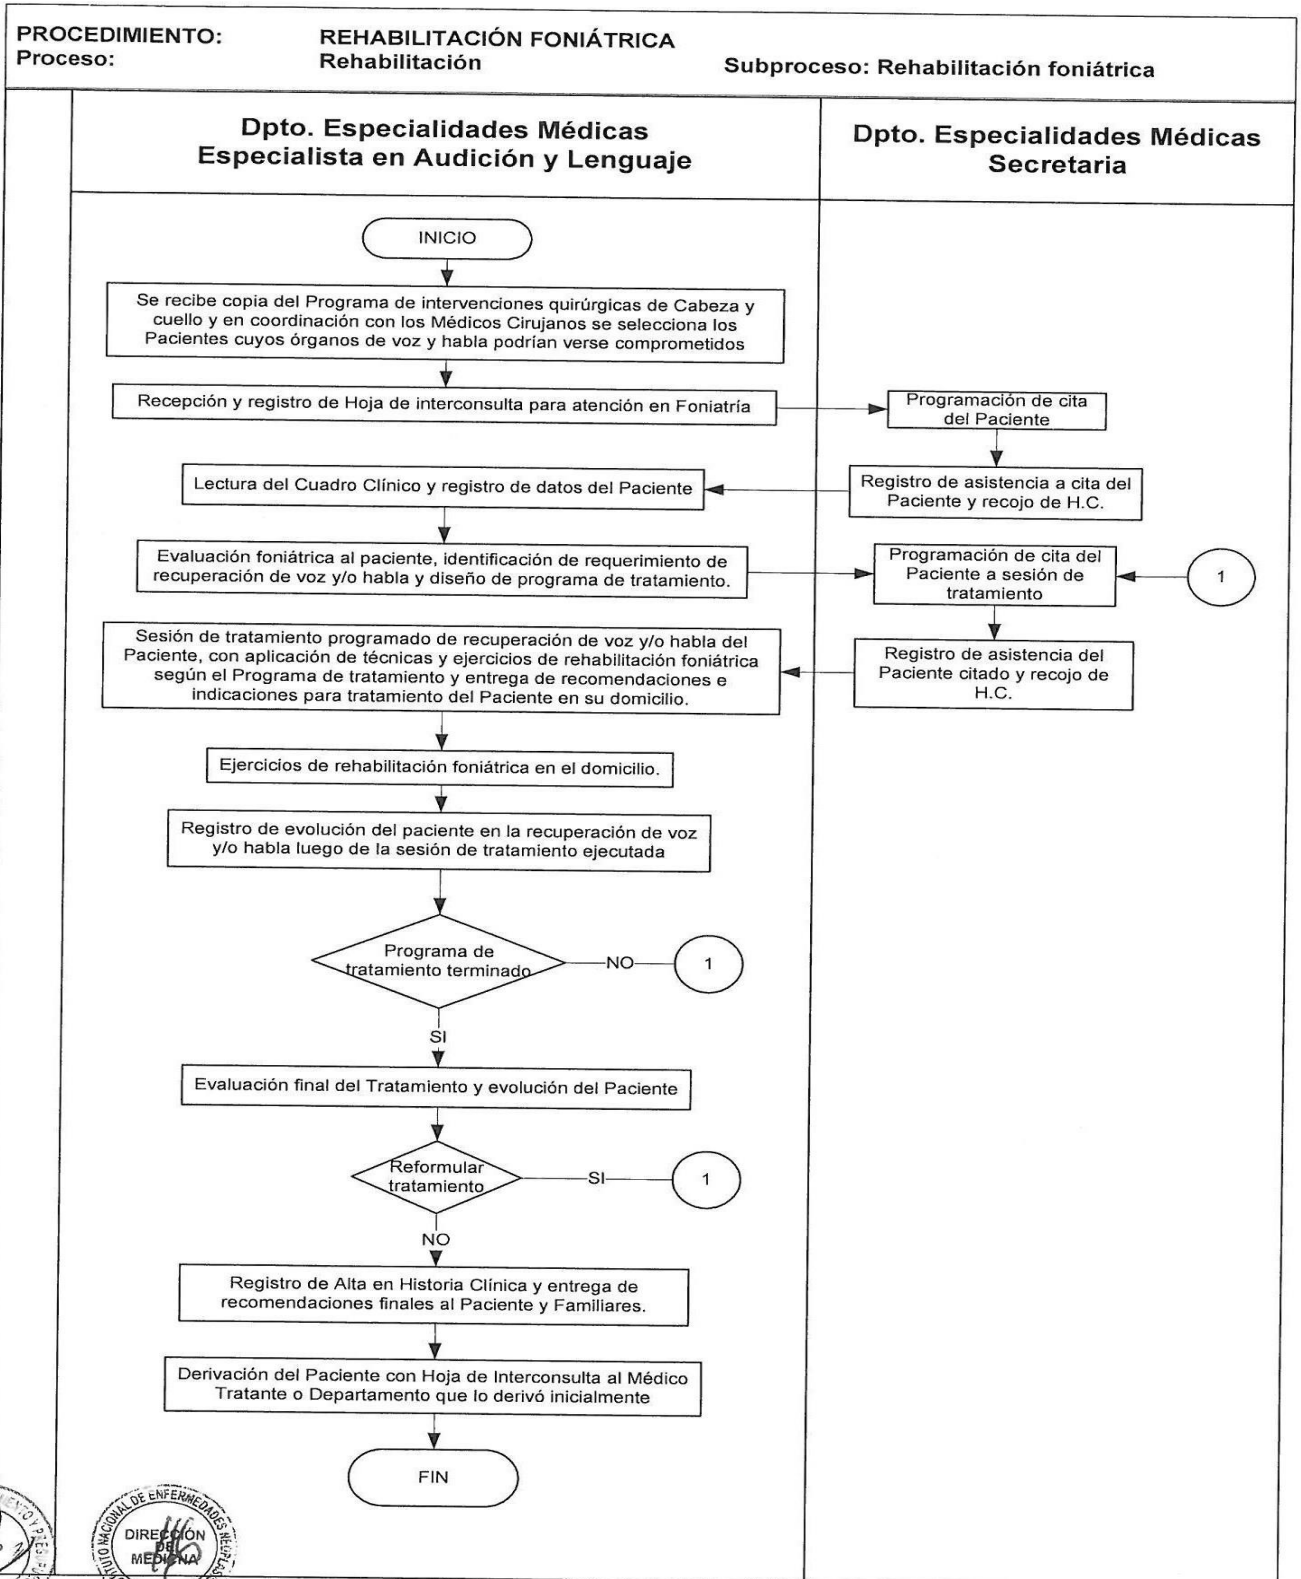 PROCEDIMIENTO: REHABILITACIÓN FONIÁTRICA
Proceso: Rehabilitación Subproceso: Rehabilitación foniátrica
Dpto. Especialidades Médicas
Especialista en Audición y Lenguaje
Dpto. Especialidades Médicas
Secretaria
INICIO
Se recibe copia del Programa de intervenciones quirúrgicas de Cabeza y
cuello y en coordinación con los Médicos Cirujanos se selecciona los
Pacientes cuyos órganos de voz y habla podrían verse comprometidos
Recepción y registro de Hoja de interconsulta para atención en Foniatría
Programación de cita
del Paciente
Registro de asistencia a cita del
Paciente y recojo de H.C.
Lectura del Cuadro Clínico y registro de datos del Paciente
Evaluación foniátrica al paciente, identificación de requerimiento de
recuperación de voz y/o habla y diseño de programa de tratamiento.
Programación de cita del
Paciente a sesión de
tratamiento
1
Registro de asistencia del
Paciente citado y recojo de
H.C.
Sesión de tratamiento programado de recuperación de voz y/o habla del
Paciente, con aplicación de técnicas y ejercicios de rehabilitación foniátrica
según el Programa de tratamiento y entrega de recomendaciones e
indicaciones para tratamiento del Paciente en su domicilio.
Ejercicios de rehabilitación foniátrica en el domicilio.
Registro de evolución del paciente en la recuperación de voz
y/o habla luego de la sesión de tratamiento ejecutada
Programa de
tratamiento terminado
NO
1
SI
Evaluación final del Tratamiento y evolución del Paciente
Reformular
tratamiento
SI
1
NO
Registro de Alta en Historia Clínica y entrega de
recomendaciones finales al Paciente y Familiares.
Derivación del Paciente con Hoja de Interconsulta al Médico
Tratante o Departamento que lo derivó inicialmente
FIN
NACIONAL DE ENFERMEDADES
DIRECCIÓN
DE
MEDICINA